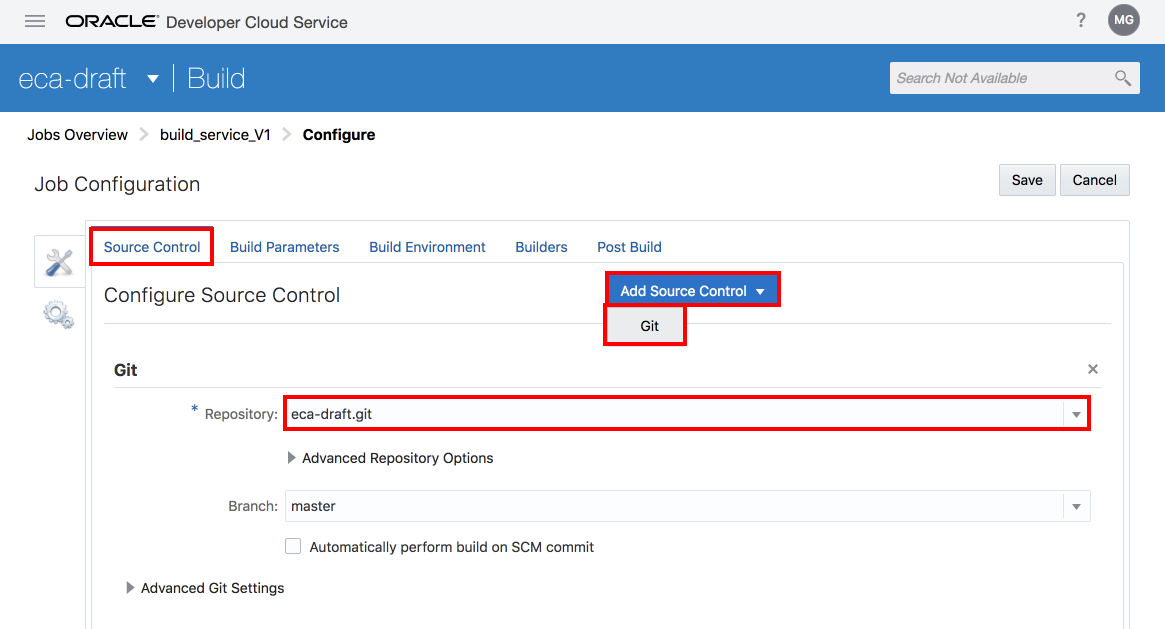 ORACLE® Developer Cloud Service
?
MG
eca-draft
Build
Search Not Available
Jobs Overview
build_service_V1
Configure
Job Configuration
Save
Cancel
Source Control
Build Parameters
Build Environment
Builders
Post Build
Configure Source Control
Add Source Control
Git
Git
* Repository: eca-draft.git
Advanced Repository Options
Branch: master
Automatically perform build on SCM commit
Advanced Git Settings